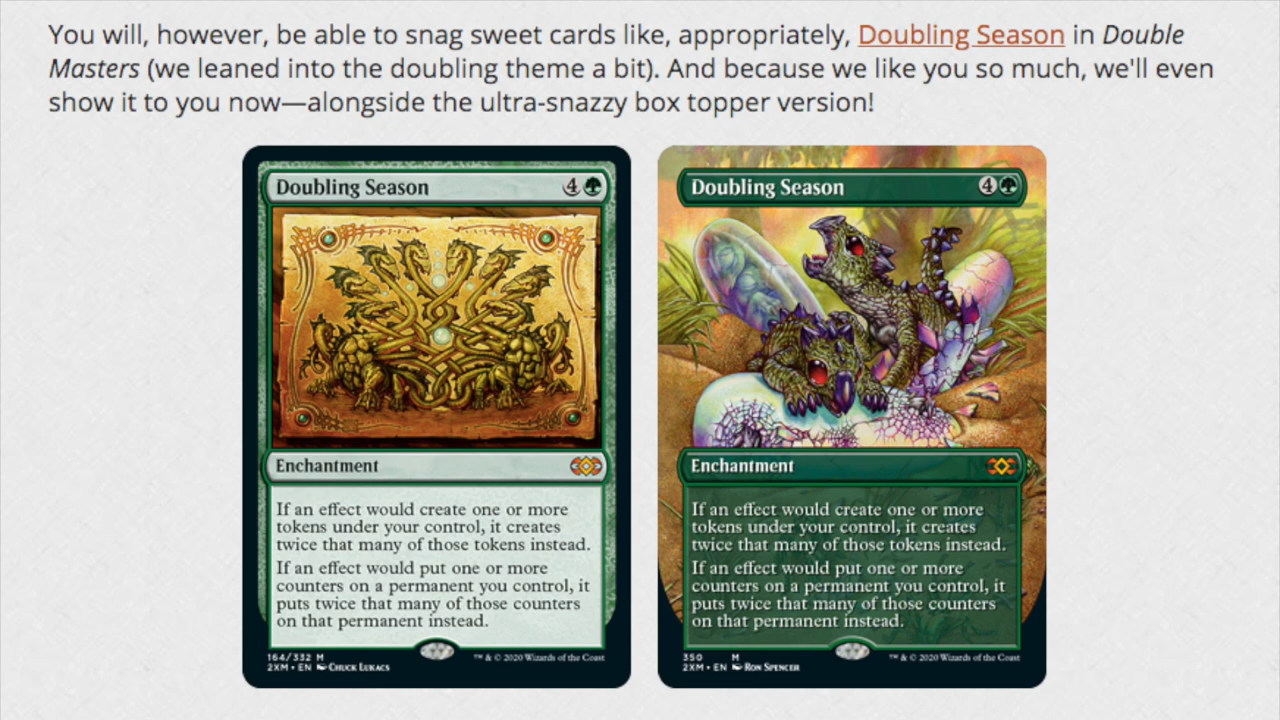 You will, however, be able to snag sweet cards like, appropriately, Doubling Season in Double
Masters (we leaned into the doubling theme a bit). And because we like you so much, we'll even
show it to you now—alongside the ultra-snazzy box topper version!
Doubling Season 4
Enchantment
If an effect would create one or more
tokens under your control, it creates
twice that many of those tokens instead.
If an effect would put one or more
counters on a permanent you control, it
puts twice that many of those counters
on that permanent instead.
164/332 M
2XM • EN Chuck Lukacs
™ & © 2020 Wizards of the Coast
Doubling Season 4
Enchantment
If an effect would create one or more
tokens under your control, it creates
twice that many of those tokens instead.
If an effect would put one or more
counters on a permanent you control, it
puts twice that many of those counters
on that permanent instead.
350 M
2XM • EN Ron Spencer
™ & © 2020 Wizards of the Coast